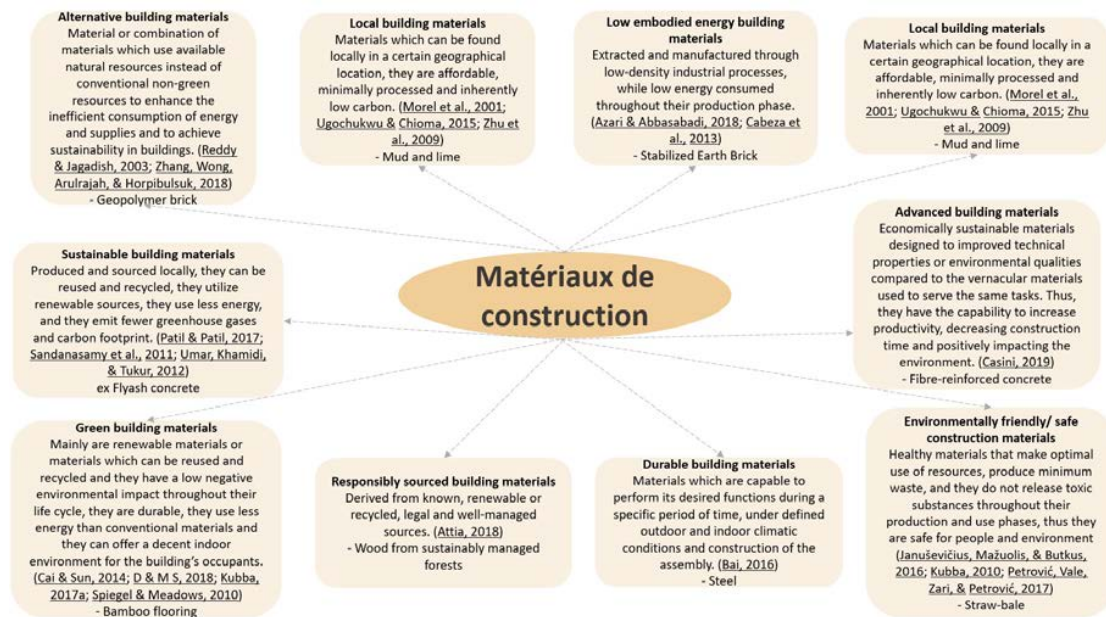 Alternative building materials
Material or combination of
materials which use available
natural resources instead of
conventional non-green
resources to enhance the
inefficient consumption of energy
and supplies and to achieve
sustainability in buildings. (Reddy
& Jagadish, 2003; Zhang, Wong,
Arulrajah, & Horpibulsuk, 2018)
- Geopolymer brick
Local building materials
Materials which can be found
locally in a certain geographical
location, they are affordable,
minimally processed and
inherently low carbon. (Morel et al., 2001;
Ugochukwu & Chioma, 2015; Zhu
et al., 2009)
- Mud and lime
Low embodied energy building
materials
Extracted and manufactured through
low-density industrial processes,
while low energy consumed
throughout their production phase.
(Azari & Abbasabadi, 2018; Cabeza et
al., 2013)
- Stabilized Earth Brick
Local building materials
Materials which can be found locally in a
certain geographical location, they are
affordable, minimally processed and
inherently low carbon. (Morel et al.,
2001; Ugochukwu & Chioma, 2015; Zhu
et al., 2009)
- Mud and lime
Sustainable building materials
Produced and sourced locally, they can be
reused and recycled, they utilize
renewable sources, they use less energy,
and they emit fewer greenhouse gases
and carbon footprint. (Patil & Patil, 2017;
Sandanasamy et al., 2011; Umar, Khamidi,
& Tukur, 2012)
ex Flyash concrete
Matériaux de
construction
Advanced building materials
Economically sustainable materials
designed to improved technical
properties or environmental qualities
compared to the vernacular materials
used to serve the same tasks. Thus,
they have the capability to increase
productivity, decreasing construction
time and positively impacting the
environment. (Casini, 2019)
- Fibre-reinforced concrete
Green building materials
Mainly are renewable materials or
materials which can be reused and
recycled and they have a low negative
environmental impact throughout their
life cycle, they are durable, they use less
energy than conventional materials and
they can offer a decent indoor
environment for the building's occupants.
(Cai & Sun, 2014; D & M S, 2018; Kubba,
2017a; Spiegel & Meadows, 2010)
- Bamboo flooring
Responsibly sourced building materials
Derived from known, renewable or
recycled, legal and well-managed
sources. (Attia, 2018)
- Wood from sustainably managed
forests
Durable building materials
Materials which are capable to
perform its desired functions during a
specific period of time, under defined
outdoor and indoor climatic
conditions and construction of the
assembly. (Bai, 2016)
- Steel
Environmentally friendly/ safe
construction materials
Healthy materials that make optimal
use of resources, produce minimum
waste, and they do not release toxic
substances throughout their
production and use phases, thus they
are safe for people and environment
(Januševičius, Mažuolis, & Butkus,
2016; Kubba, 2010; Petrović, Vale,
Zari, & Petrović, 2017)
- Straw-bale